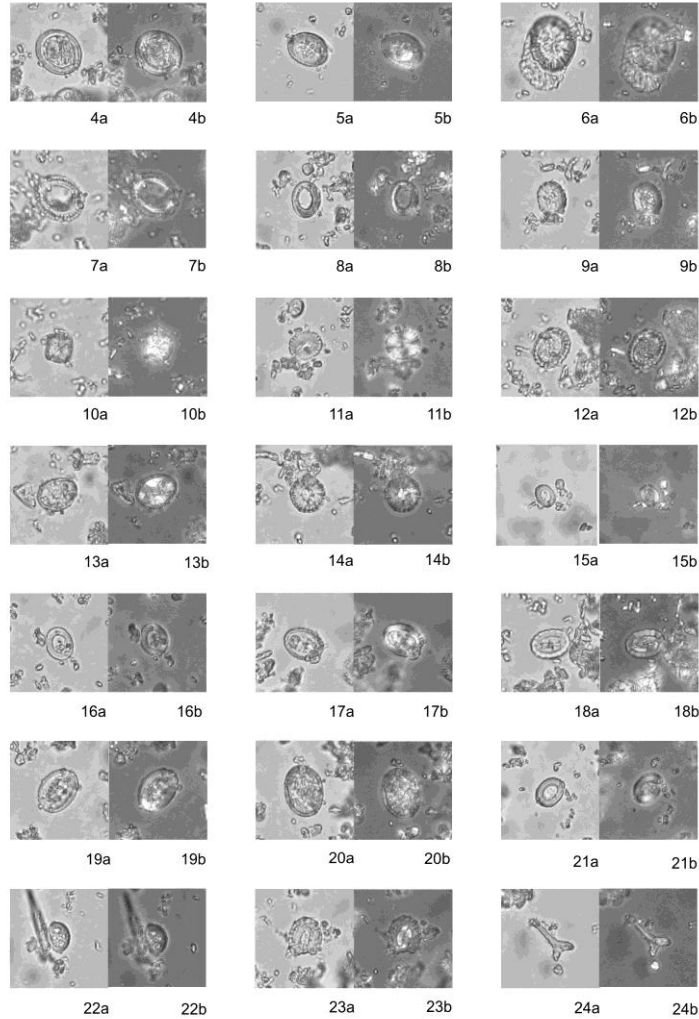 4a 4b 5a 5b 6a 6b
7a 7b 8a 8b 9a 9b
10a 10b 11a 11b 12a 12b
13a 13b 14a 14b 15a 15b
16a 16b 17a 17b 18a 18b
19a 19b 20a 20b 21a 21b
22a 22b 23a 23b 24a 24b